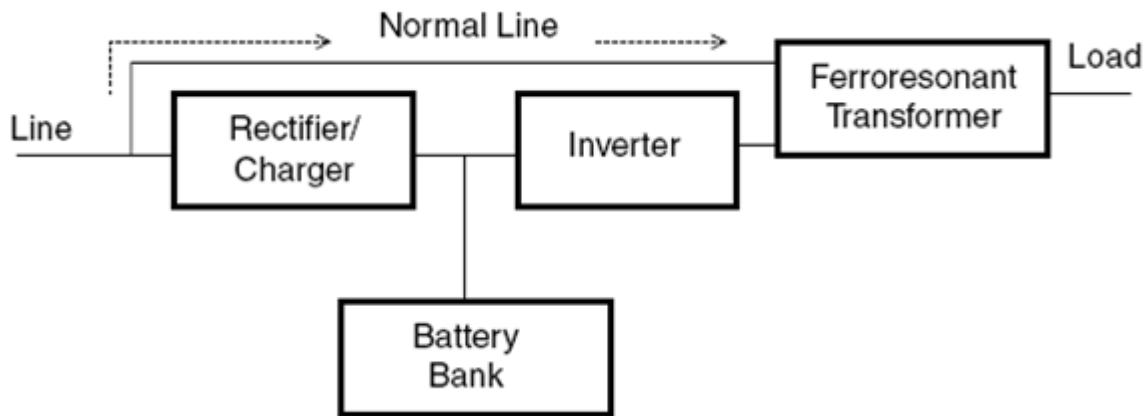 Normal Line
Ferroresonant
Transformer
Load
Line
Rectifier/
Charger
Inverter
Battery
Bank